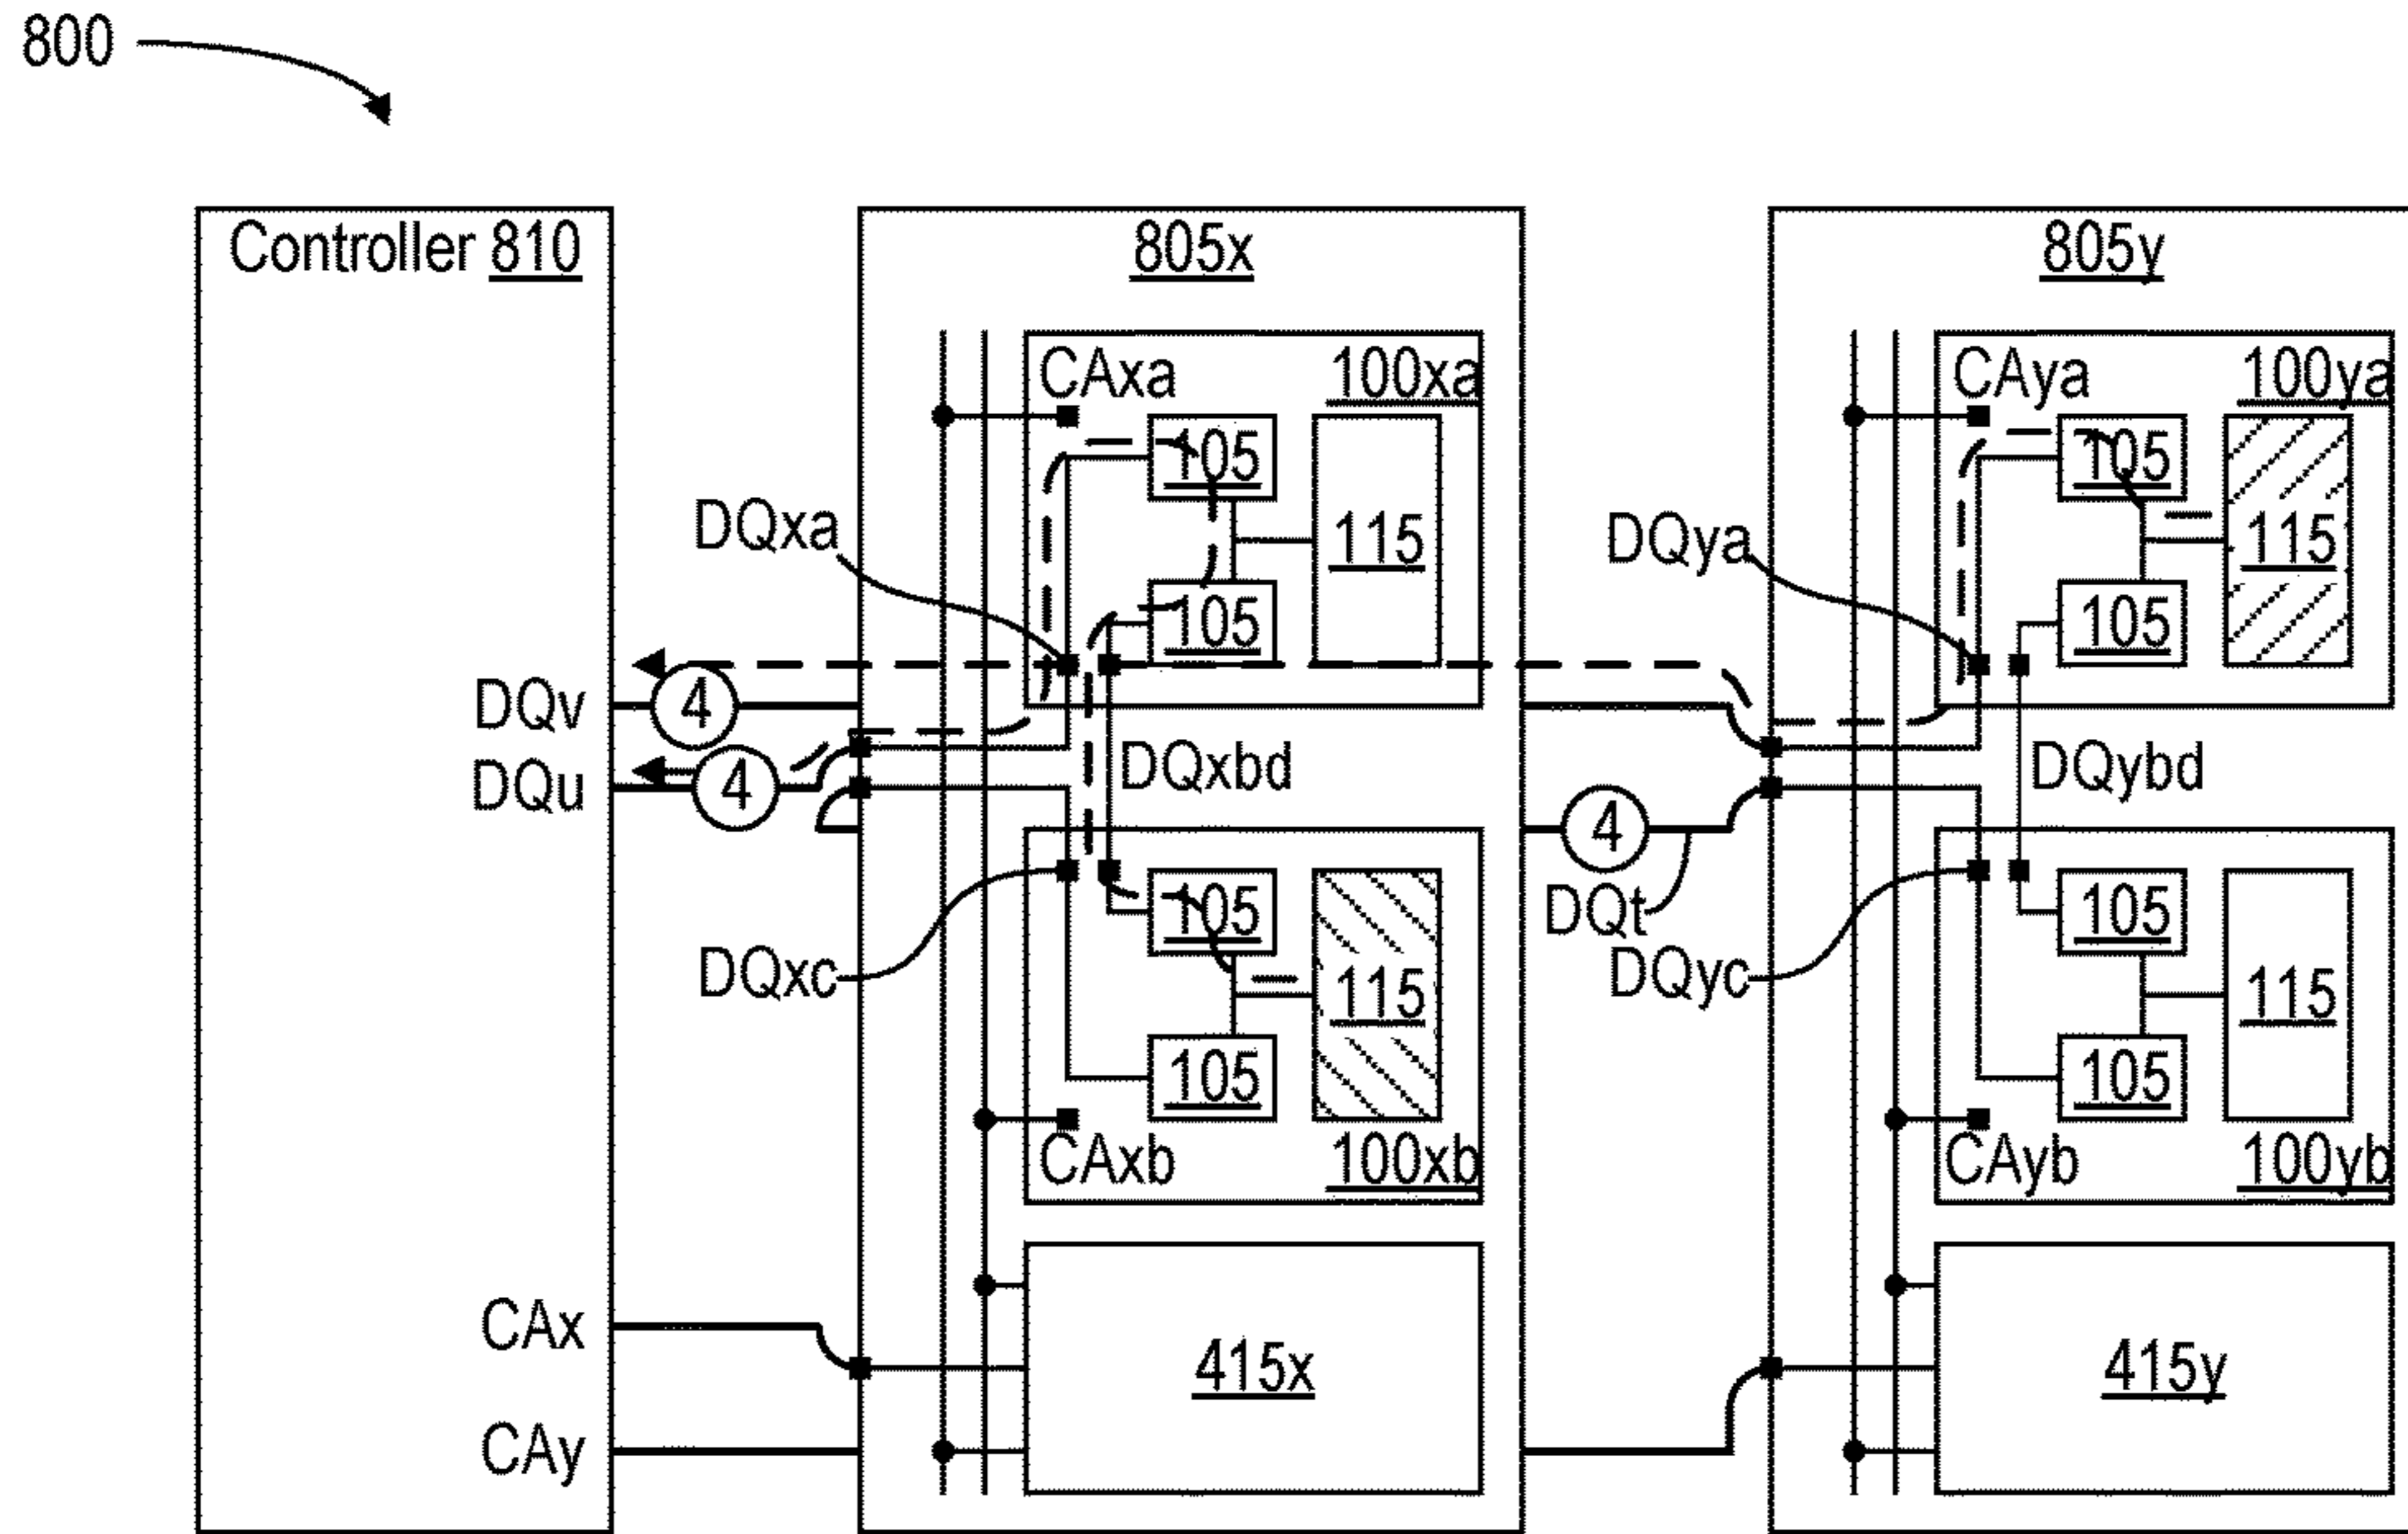 800
Controller 810
805x
805y
CAxa
100xa
CAya
100ya
105
105
DQxa
115
DQya
115
105
105
DQv
4
DQxbd
DQybd
DQu
4
4
105
105
DQt
DQxc
115
DQyc
115
105
105
CAxb
100xb
CAyb
100yb
CAx
415x
415y
CAy